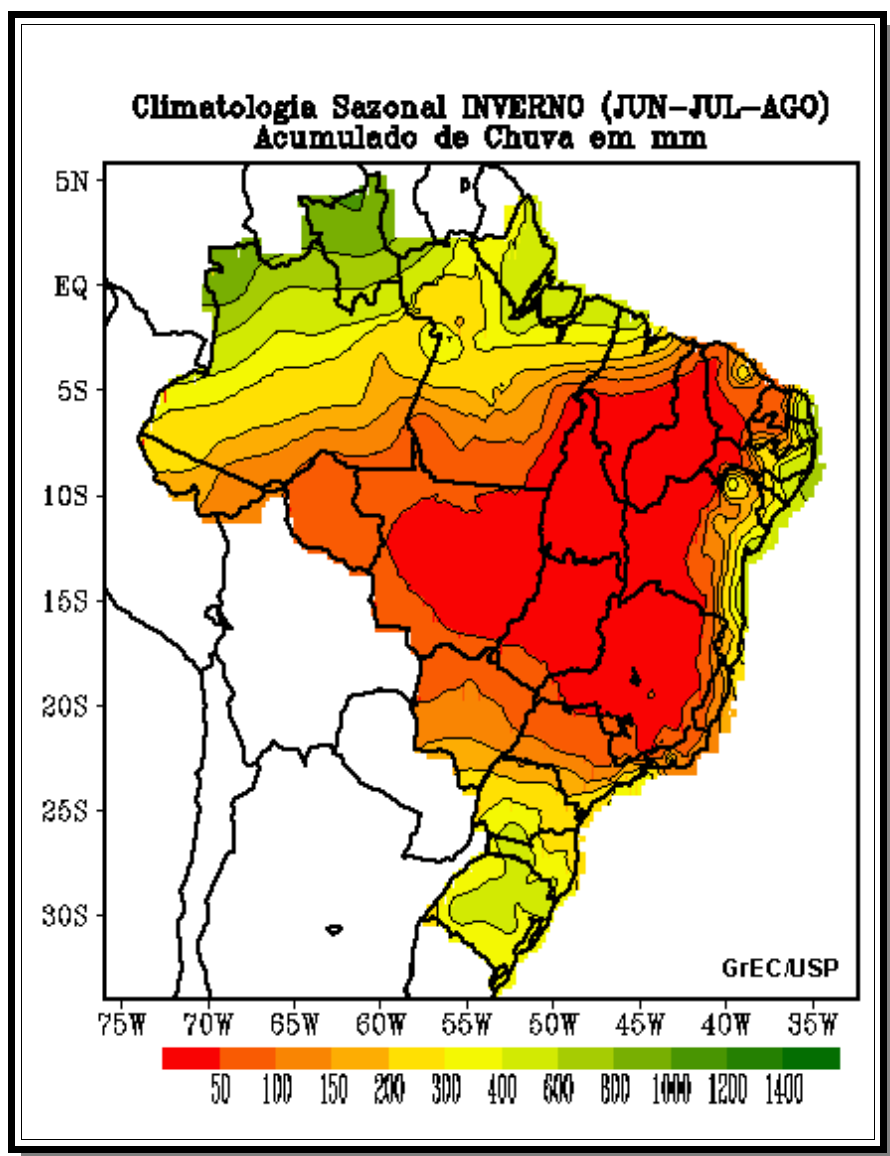 Climatologia Sazonal INVERNO (JUN-JUL-AGO)
Acumulado de Chuva em mm
5N
EQ
5S
10S
15S
20S
25S
30S
GrEC/USP
75W 70W 65W 60W 55W 50W 45W 40W 35W
50 100 150 200 300 400 600 800 1000 1200 1400